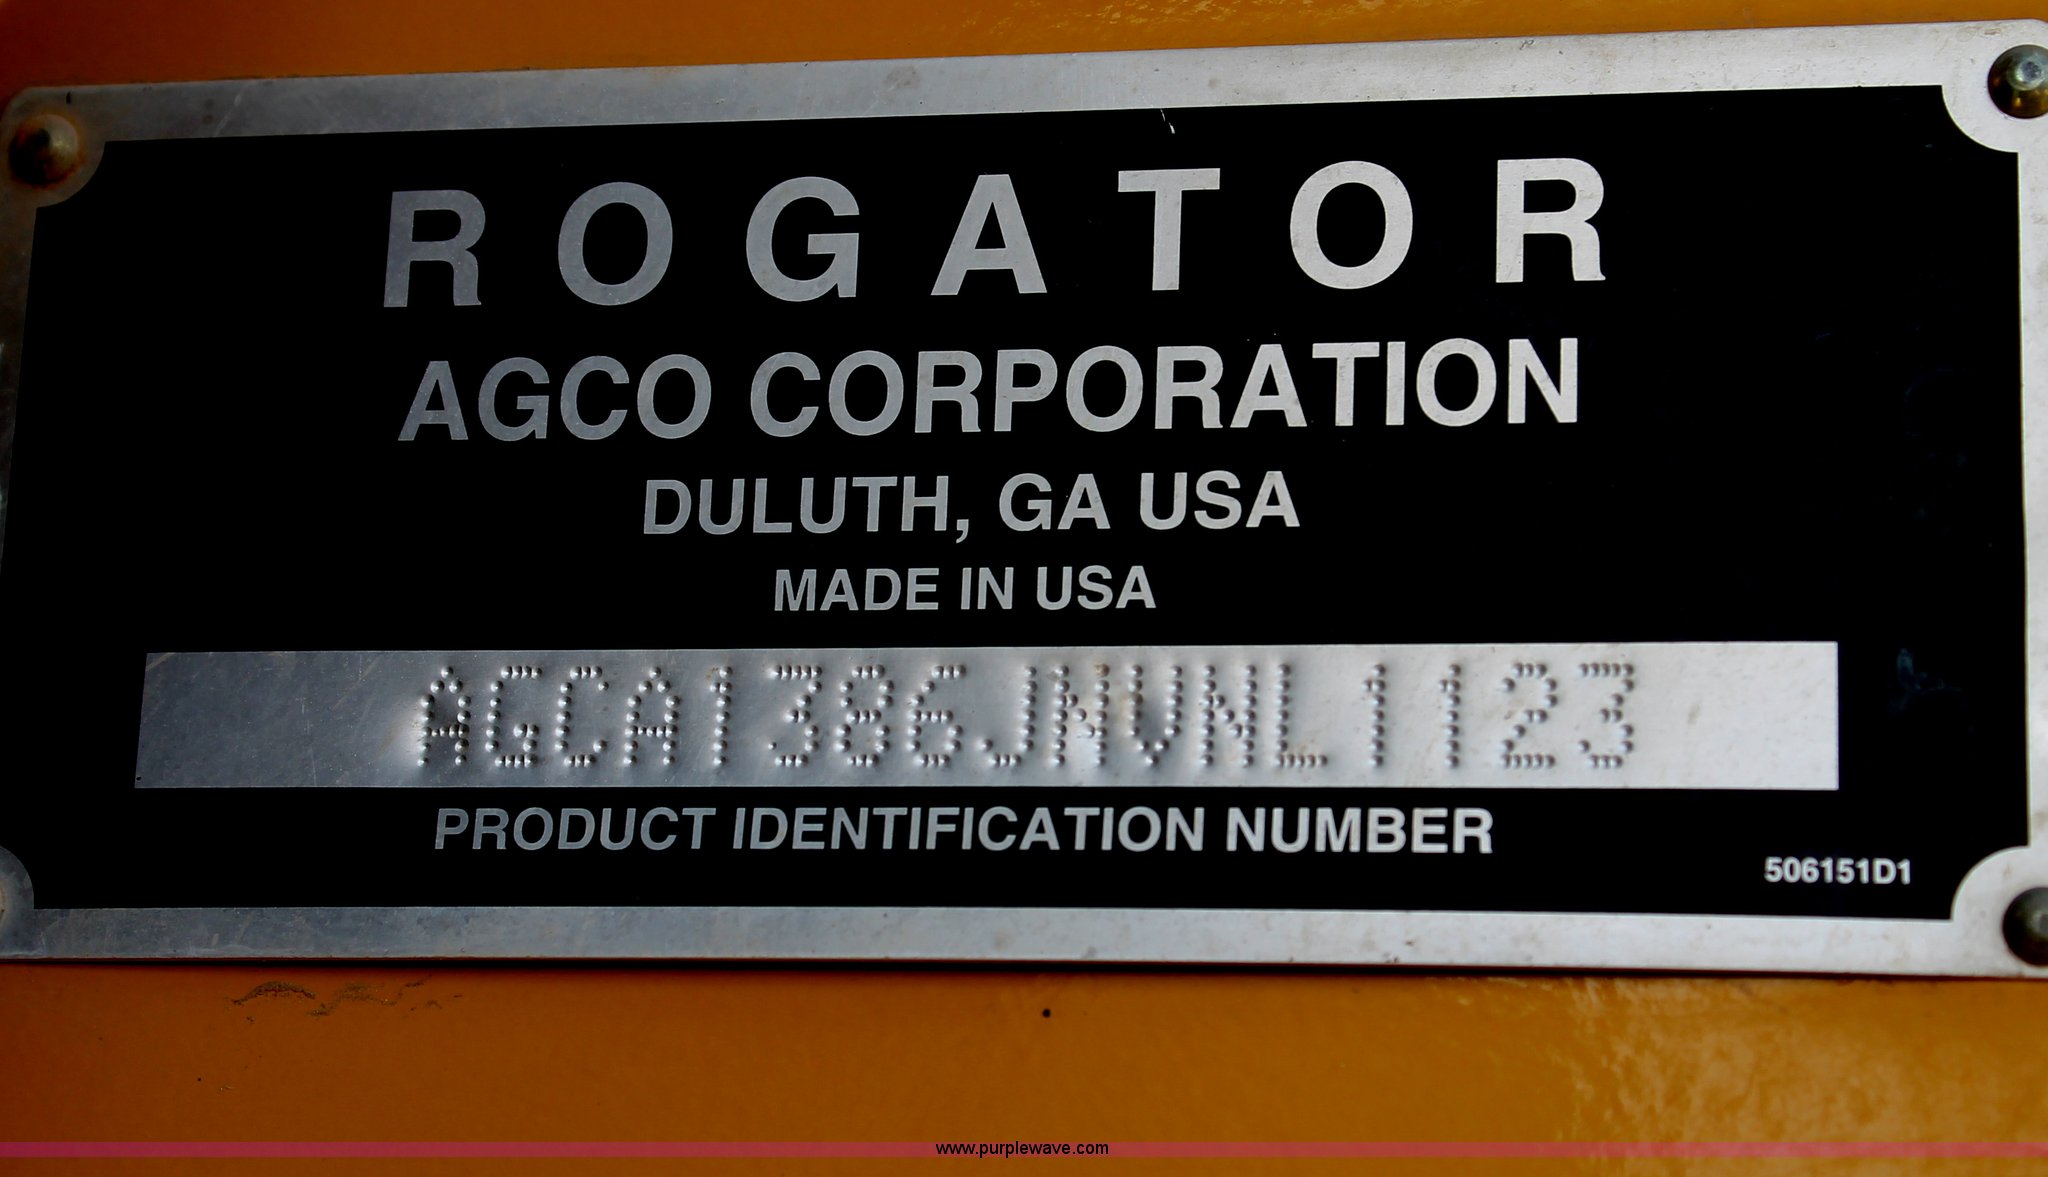 ROGATOR
AGCO CORPORATION
DULUTH, GA USA
MADE IN USA
AGCA1386JNVNL1123
PRODUCT IDENTIFICATION NUMBER
506151D1
www.purplewave.com